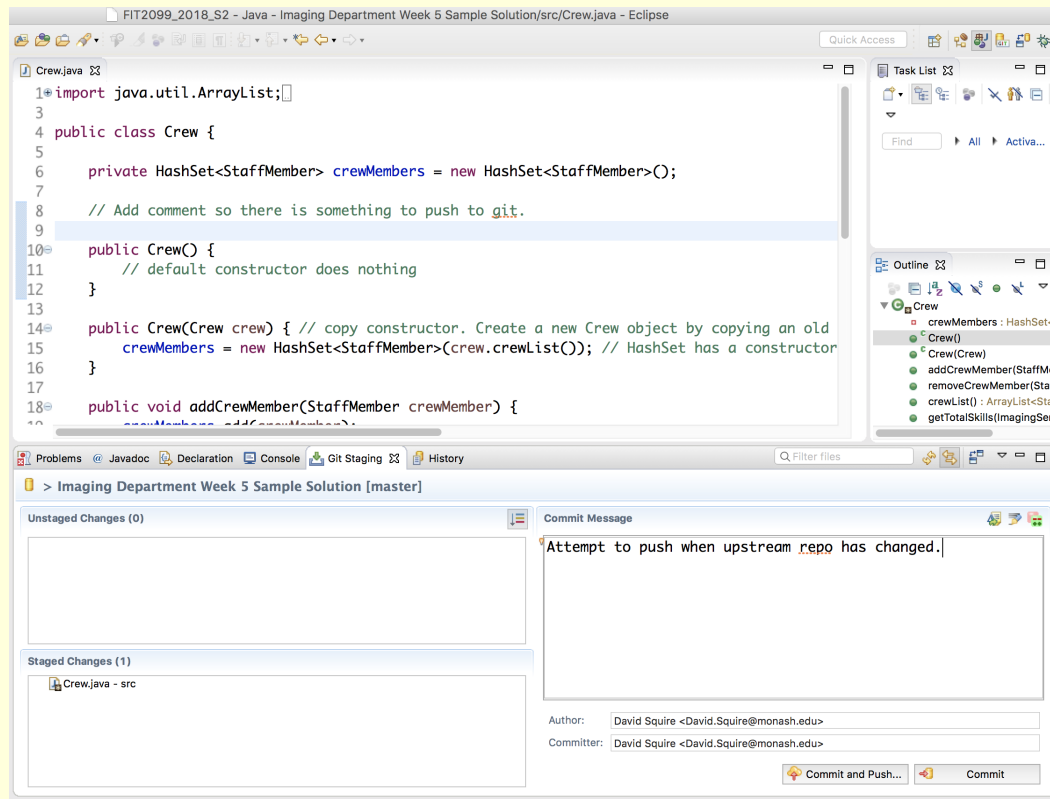 FIT2099_2018_S2 - Java - Imaging Department Week 5 Sample Solution/src/Crew.java - Eclipse
Quick Access
Crew.java
1 import java.util.ArrayList;
3
4 public class Crew {
5
6 private HashSet<StaffMember> crewMembers = new HashSet<StaffMember>();
7
8 // Add comment so there is something to push to git.
9
10 public Crew() {
11 // default constructor does nothing
12 }
13
14 public Crew(Crew crew) { // copy constructor. Create a new Crew object by copying an old
15 crewMembers = new HashSet<StaffMember>(crew.crewList()); // HashSet has a constructor
16 }
17
18 public void addCrewMember(StaffMember crewMember) {
19 crewMembers.add(crewMember);
Task List
Find All Activa...
Outline
Crew
crewMembers : HashSet<
Crew()
Crew(Crew)
addCrewMember(StaffMe
removeCrewMember(Sta
crewList() : ArrayList<Sta
getTotalSkills(ImagingSer
Problems @ Javadoc Declaration Console Git Staging History
Filter files
> Imaging Department Week 5 Sample Solution [master]
Unstaged Changes (0)
Staged Changes (1)
Crew.java - src
Commit Message
Attempt to push when upstream repo has changed.
Author: David Squire <David.Squire@monash.edu>
Committer: David Squire <David.Squire@monash.edu>
Commit and Push... Commit